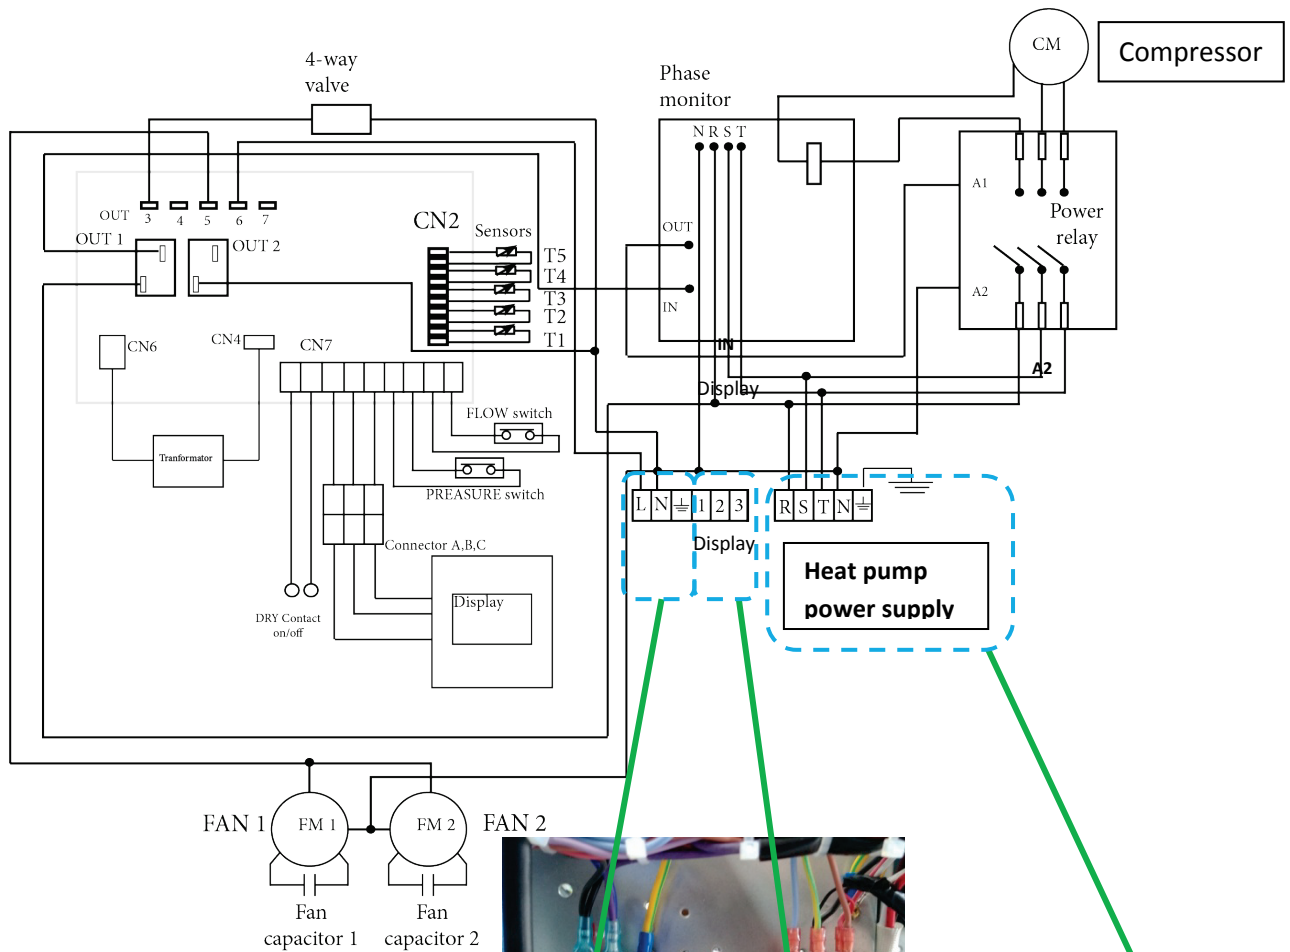 CM
Compressor
4-way
valve
Phase
monitor
N R S T
A1
Power
relay
A2
OUT
IN
OUT 3 4 5 6 7
OUT 1
OUT 2
CN2
Sensors
T5
T4
T3
T2
T1
CN6
CN4
CN7
IN
A2
Display
FLOW switch
Tranformator
PREASURE switch
L N 1 2 3
R S T N
Display
Connector A,B,C
Heat pump
power supply
Display
DRY Contact
on/off
FAN 1
FM 1
FM 2
FAN 2
Fan
capacitor 1
Fan
capacitor 2